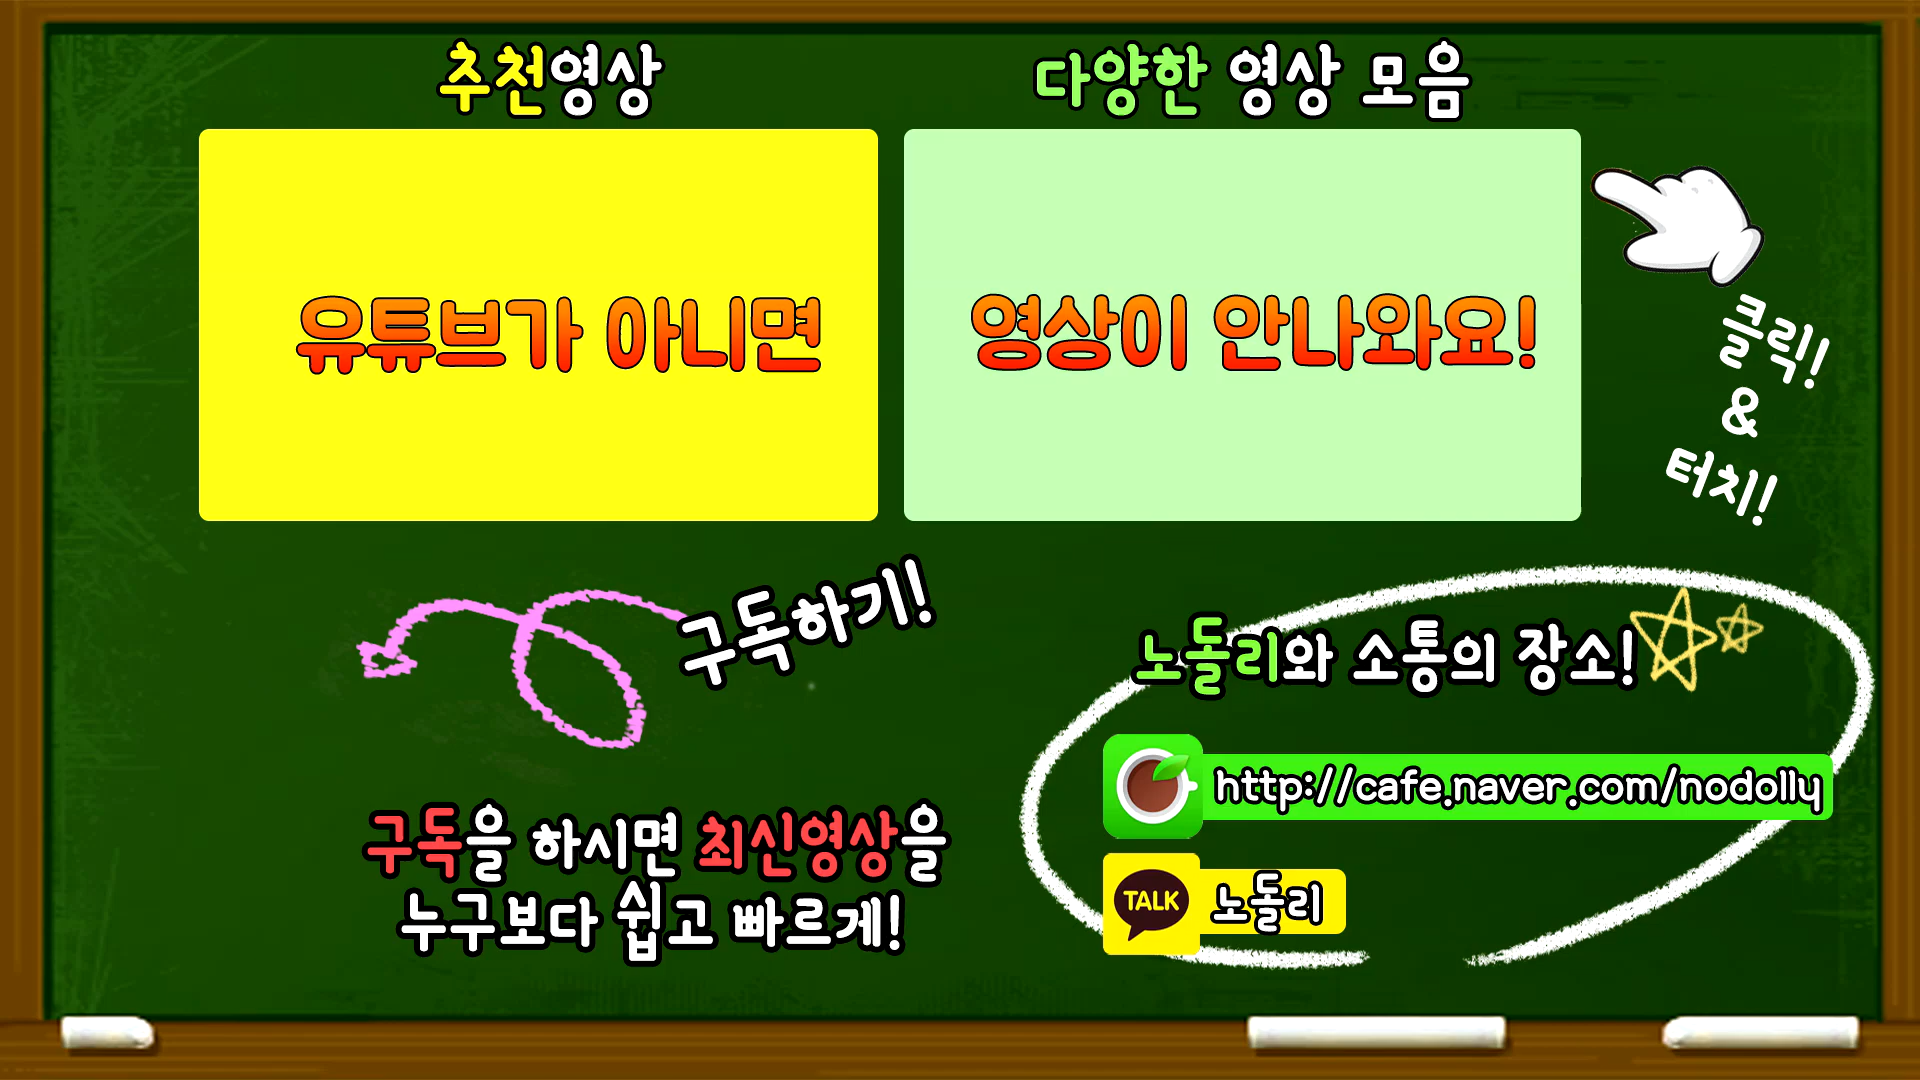 추천영상
다양한 영상 모음
유튜브가 아니면
영상이 안나와요!
클릭!
&
터치!
구독하기!
노돌리와 소통의 장소!
http://cafe.naver.com/nodolly
TALK 노돌리
구독을 하시면 최신영상을
누구보다 쉽고 빠르게!